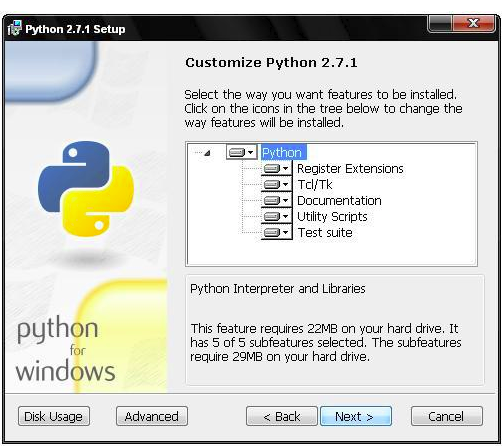 Python 2.7.1 Setup
Customize Python 2.7.1
Select the way you want features to be installed.
Click on the icons in the tree below to change the
way features will be installed.
Python
Register Extensions
Tcl/Tk
Documentation
Utility Scripts
Test suite
Python Interpreter and Libraries
This feature requires 22MB on your hard drive. It
has 5 of 5 subfeatures selected. The subfeatures
require 29MB on your hard drive.
python
for
windows
Disk Usage
Advanced
< Back
Next >
Cancel